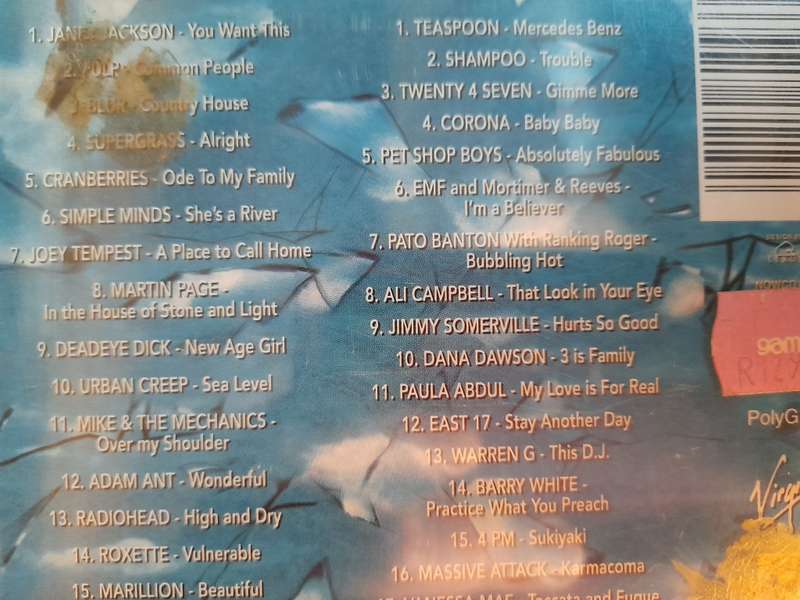 1. JANET JACKSON - You Want This
2. PULP - Common People
3. BLUR - Country House
4. SUPERGRASS - Alright
5. CRANBERRIES - Ode To My Family
6. SIMPLE MINDS - She's a River
7. JOEY TEMPEST - A Place to Call Home
8. MARTIN PAGE -
In the House of Stone and Light
9. DEADEYE DICK - New Age Girl
10. URBAN CREEP - Sea Level
11. MIKE & THE MECHANICS -
Over my Shoulder
12. ADAM ANT - Wonderful
13. RADIOHEAD - High and Dry
14. ROXETTE - Vulnerable
15. MARILLION - Beautiful
1. TEASPOON - Mercedes Benz
2. SHAMPOO - Trouble
3. TWENTY 4 SEVEN - Gimme More
4. CORONA - Baby Baby
5. PET SHOP BOYS - Absolutely Fabulous
6. EMF and Mortimer & Reeves -
I'm a Believer
7. PATO BANTON With Ranking Roger -
Bubbling Hot
8. ALI CAMPBELL - That Look in Your Eye
9. JIMMY SOMERVILLE - Hurts So Good
10. DANA DAWSON - 3 is Family
11. PAULA ABDUL - My Love is For Real
12. EAST 17 - Stay Another Day
13. WARREN G - This D.J.
14. BARRY WHITE -
Practice What You Preach
15. 4 PM - Sukiyaki
16. MASSIVE ATTACK - Karmacoma
17. VANESSA MAE - Toccata and Fugue
PolyG
Virgin